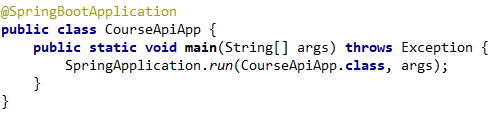 @SpringBootApplication
public class CourseApiApp {
    public static void main(String[] args) throws Exception {
        SpringApplication.run(CourseApiApp.class, args);
    }
}